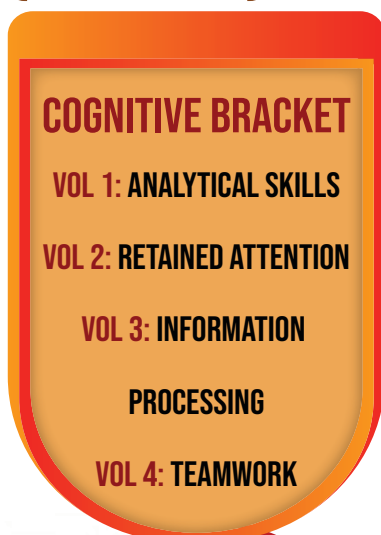 COGNITIVE BRACKET
VOL 1: ANALYTICAL SKILLS
VOL 2: RETAINED ATTENTION
VOL 3: INFORMATION
PROCESSING
VOL 4: TEAMWORK